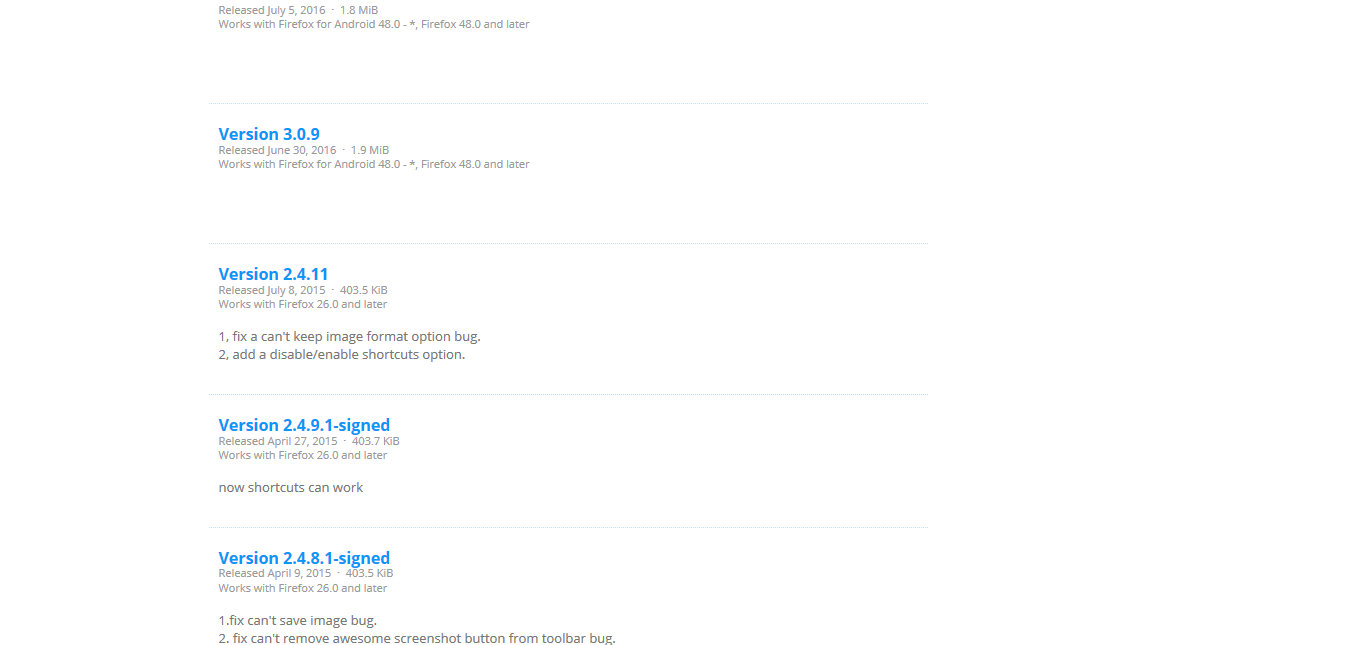 Released July 5, 2016 · 1.8 MiB
Works with Firefox for Android 48.0 - *, Firefox 48.0 and later
Version 3.0.9
Released June 30, 2016 · 1.9 MiB
Works with Firefox for Android 48.0 - *, Firefox 48.0 and later
Version 2.4.11
Released July 8, 2015 · 403.5 KiB
Works with Firefox 26.0 and later
1, fix a can't keep image format option bug.
2, add a disable/enable shortcuts option.
Version 2.4.9.1-signed
Released April 27, 2015 · 403.7 KiB
Works with Firefox 26.0 and later
now shortcuts can work
Version 2.4.8.1-signed
Released April 9, 2015 · 403.5 KiB
Works with Firefox 26.0 and later
1.fix can't save image bug.
2. fix can't remove awesome screenshot button from toolbar bug.